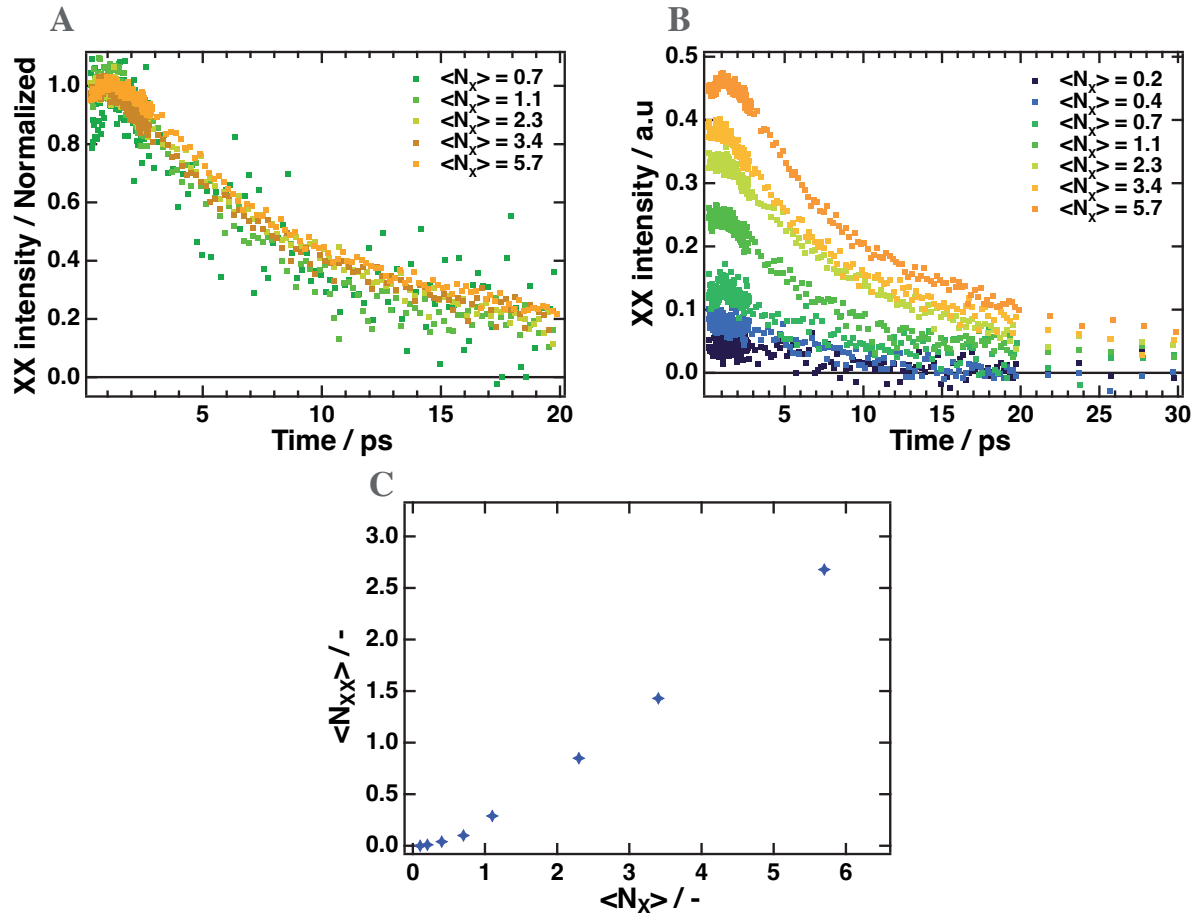 A
XX intensity / Normalized
1.0
0.8
0.6
0.4
0.2
0.0
5
10
15
20
Time / ps
<Nx> = 0.7
<Nx> = 1.1
<Nx> = 2.3
<Nx> = 3.4
<Nx> = 5.7
B
XX intensity / a.u
0.5
0.4
0.3
0.2
0.1
0.0
5
10
15
20
25
30
Time / ps
<Nx> = 0.2
<Nx> = 0.4
<Nx> = 0.7
<Nx> = 1.1
<Nx> = 2.3
<Nx> = 3.4
<Nx> = 5.7
C
<Nxx> / -
3.0
2.5
2.0
1.5
1.0
0.5
0.0
0
1
2
3
4
5
6
<Nx> / -